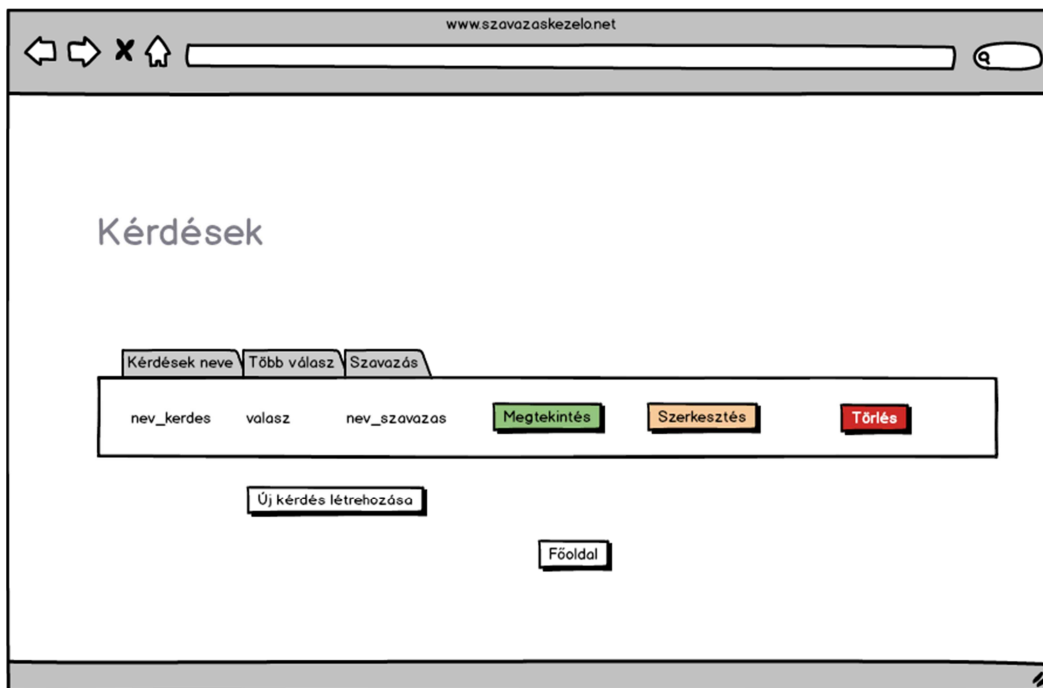 www.szavazaskezelo.net
Kérdések
Kérdések neve Több válasz Szavazás
nev_kerdes valasz nev_szavazas Megtekintés Szerkesztés Törlés
Új kérdés létrehozása
Főoldal